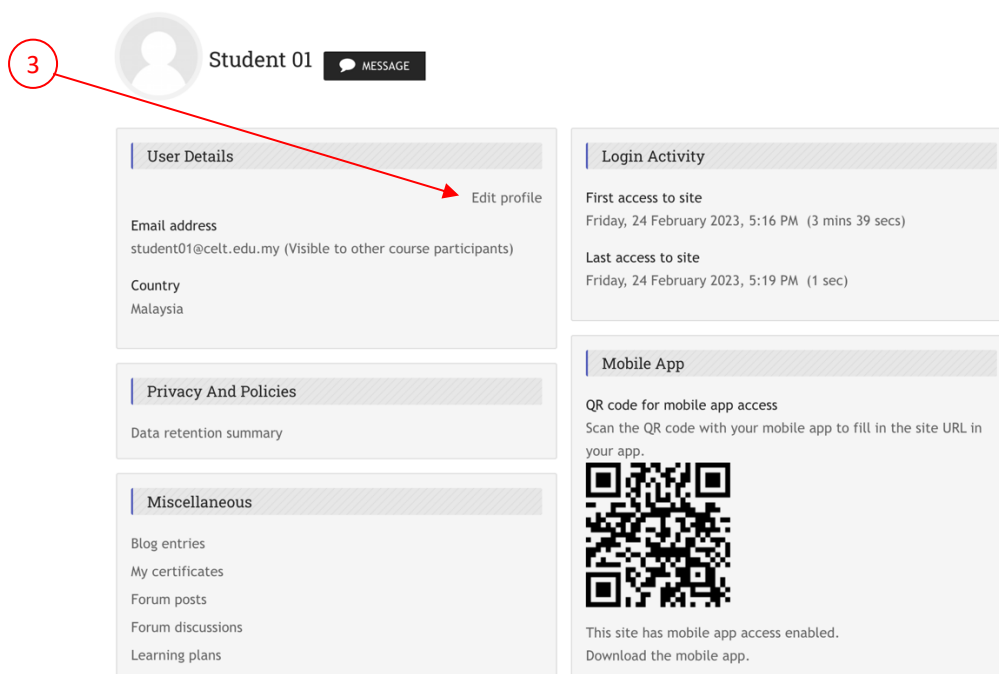 3
Student 01
MESSAGE
User Details
Edit profile
Email address
student01@celt.edu.my (Visible to other course participants)
Country
Malaysia
Privacy And Policies
Data retention summary
Miscellaneous
Blog entries
My certificates
Forum posts
Forum discussions
Learning plans
Login Activity
First access to site
Friday, 24 February 2023, 5:16 PM (3 mins 39 secs)
Last access to site
Friday, 24 February 2023, 5:19 PM (1 sec)
Mobile App
QR code for mobile app access
Scan the QR code with your mobile app to fill in the site URL in
your app.
This site has mobile app access enabled.
Download the mobile app.